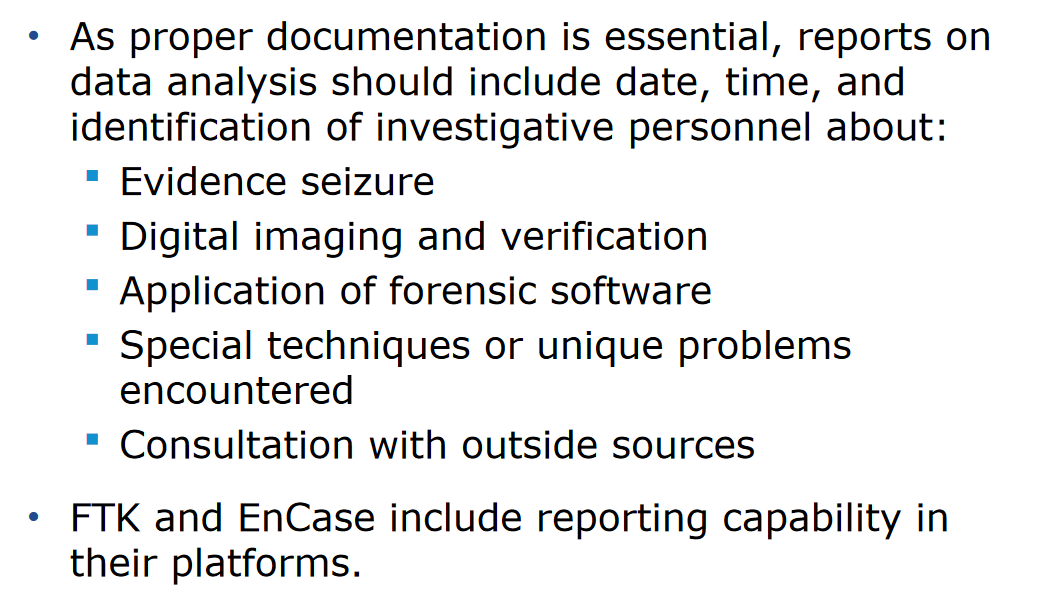 • As proper documentation is essential, reports on
data analysis should include date, time, and
identification of investigative personnel about:
▪ Evidence seizure
▪ Digital imaging and verification
▪ Application of forensic software
▪ Special techniques or unique problems
encountered
▪ Consultation with outside sources
• FTK and EnCase include reporting capability in
their platforms.